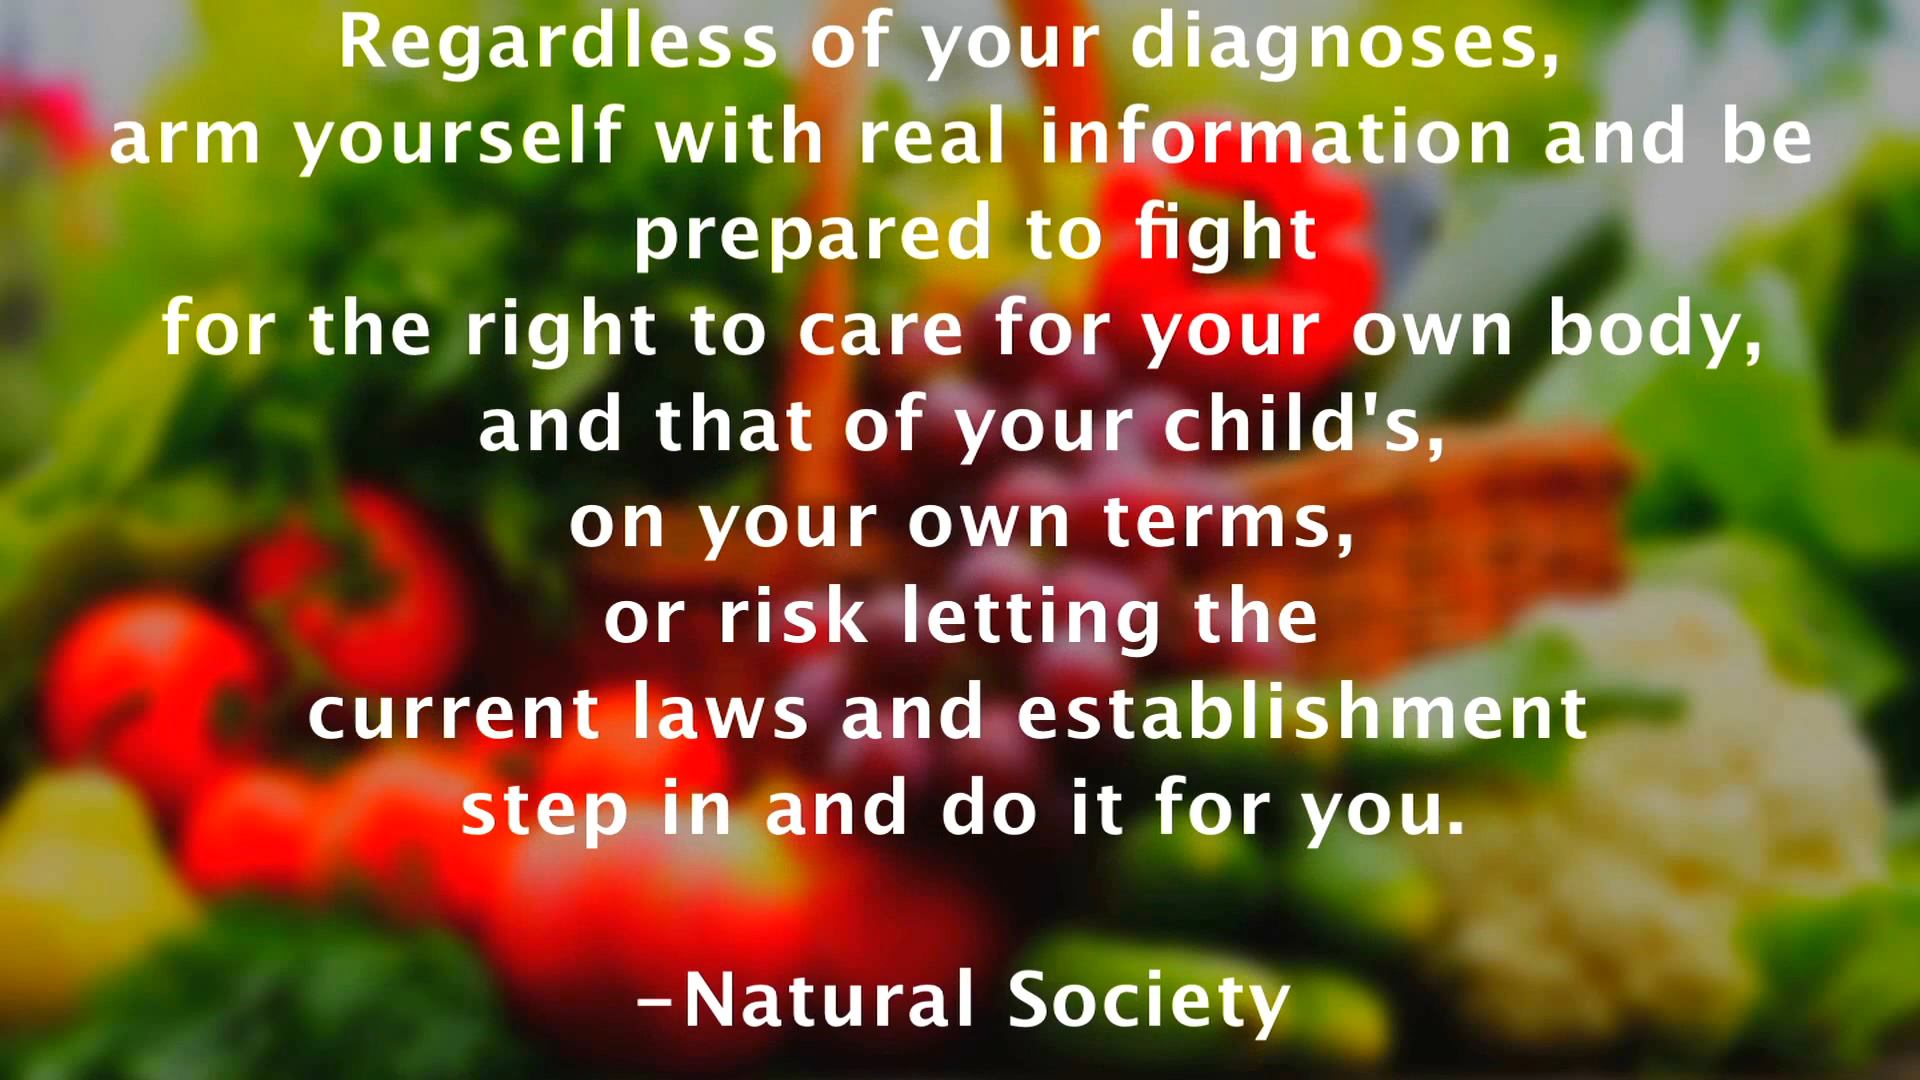 Regardless of your diagnoses,
arm yourself with real information and be
prepared to fight
for the right to care for your own body,
and that of your child's,
on your own terms,
or risk letting the
current laws and establishment
step in and do it for you.
-Natural Society